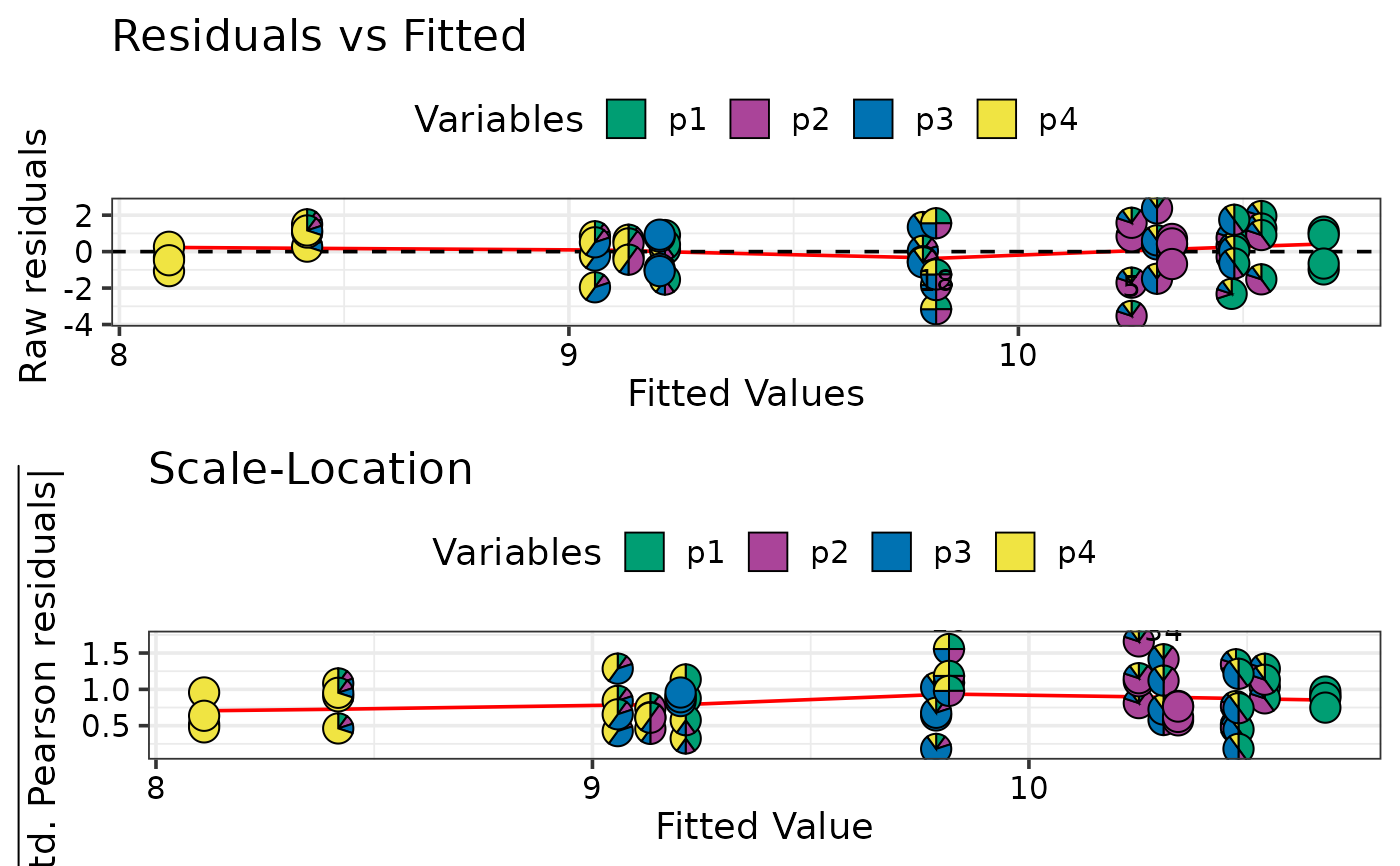 Residuals vs Fitted
Variables p1 p2 p3 p4
Raw residuals
2
0
-2
-4
8 9 10
Fitted Values
Scale-Location
Variables p1 p2 p3 p4
td. Pearson residuals|
1.5
1.0
0.5
8 9 10
Fitted Value